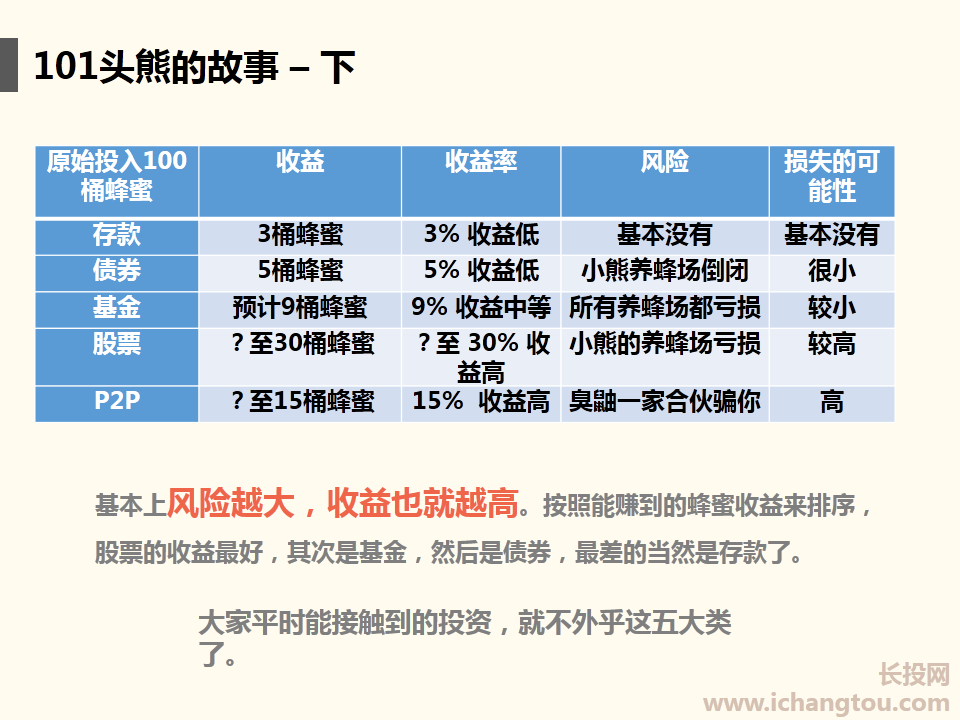 101头熊的故事 – 下
原始投入100
桶蜂蜜
收益
收益率
风险
损失的可
能性
存款
3桶蜂蜜
3% 收益低
基本没有
基本没有
债券
5桶蜂蜜
5% 收益低
小熊养蜂场倒闭
很小
基金
预计9桶蜂蜜
9% 收益中等
所有养蜂场都亏损
较小
股票
？至30桶蜂蜜
？至 30% 收
益高
小熊的养蜂场亏损
较高
P2P
？至15桶蜂蜜
15% 收益高
臭鼬一家合伙骗你
高
基本上风险越大，收益也就越高。按照能赚到的蜂蜜收益来排序，
股票的收益最好，其次是基金，然后是债券，最差的当然是存款了。
大家平时能接触到的投资，就不外乎这五大类
了。
长投网
www.ichangtou.com